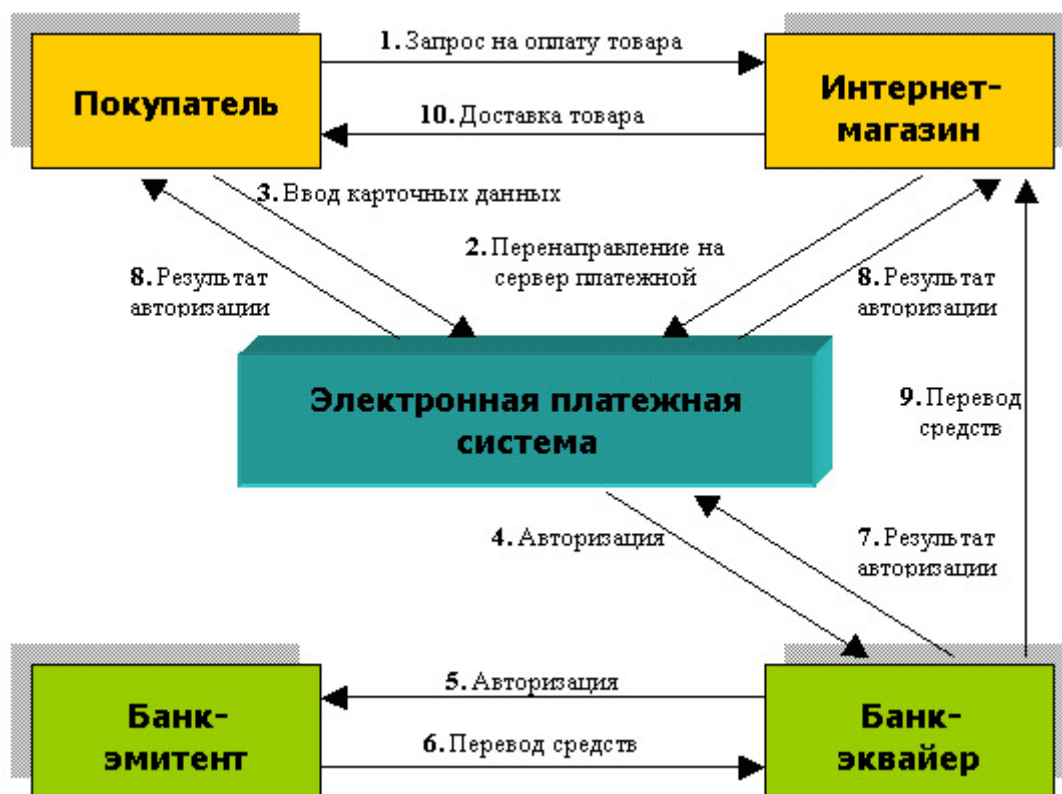 1. Запрос на оплату товара
Покупатель
Интернет-
магазин
10. Доставка товара
3. Ввод карточных данных
2. Перенаправление на
сервер платежной
8. Результат
авторизации
8. Результат
авторизации
Электронная платежная
система
9. Перевод
средств
4. Авторизация
7. Результат
авторизации
5. Авторизация
Банк-
эмитент
6. Перевод средств
Банк-
эквайер